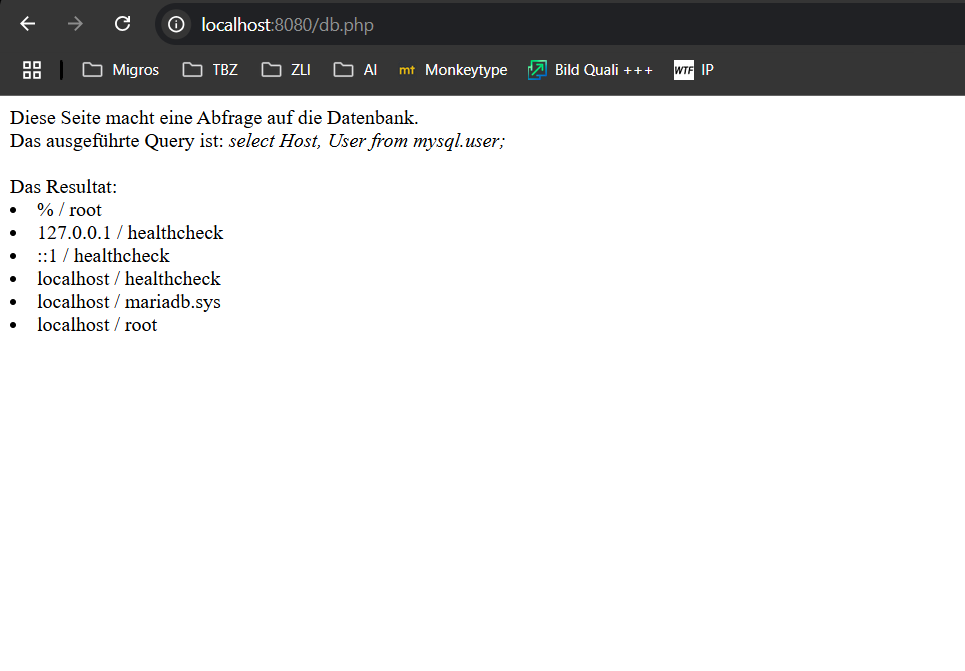 localhost:8080/db.php
Migros TBZ ZLI AI mt Monkeytype Bild Quali +++ WTF IP
Diese Seite macht eine Abfrage auf die Datenbank.
Das ausgeführte Query ist: select Host, User from mysql.user;
Das Resultat:
• % / root
• 127.0.0.1 / healthcheck
• ::1 / healthcheck
• localhost / healthcheck
• localhost / mariadb.sys
• localhost / root